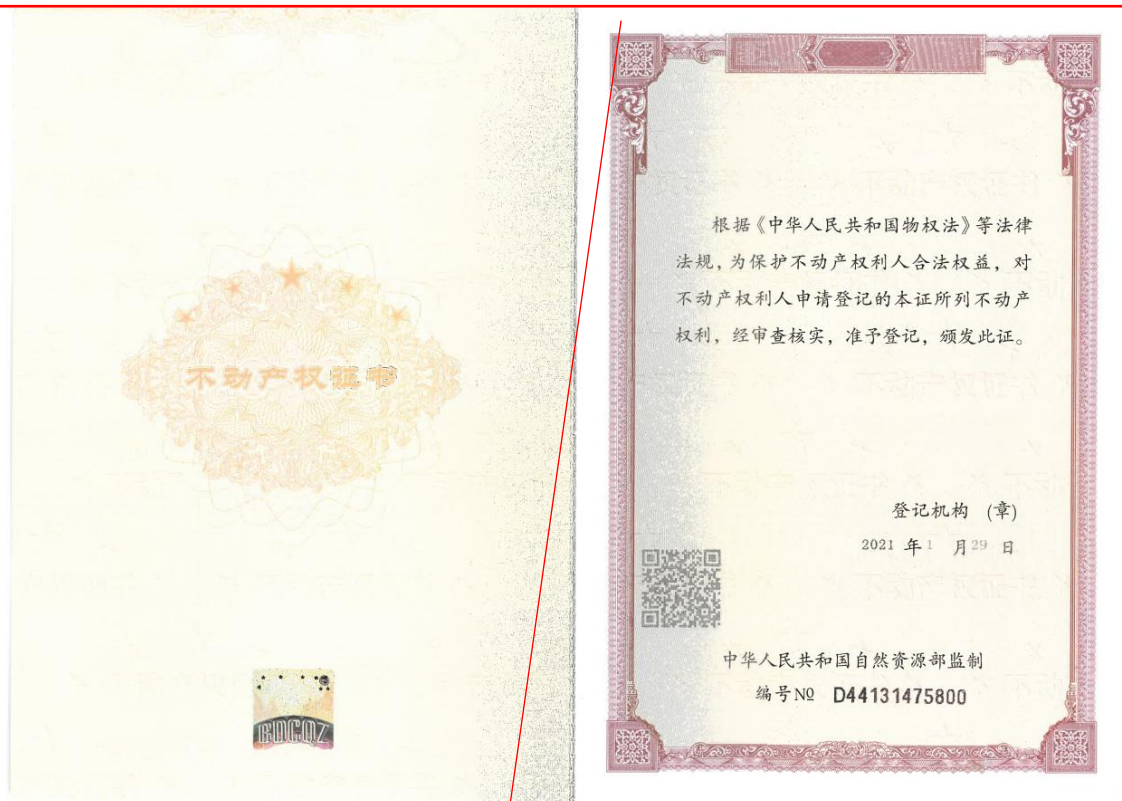 不动产权证书
BDCQZ
根据《中华人民共和国物权法》等法律
法规，为保护不动产权利人合法权益，对
不动产权利人申请登记的本证所列不动产
权利，经审查核实，准予登记，颁发此证。
登记机构 (章)
2021 年 1 月 29 日
中华人民共和国自然资源部监制
编号№ D44131475800